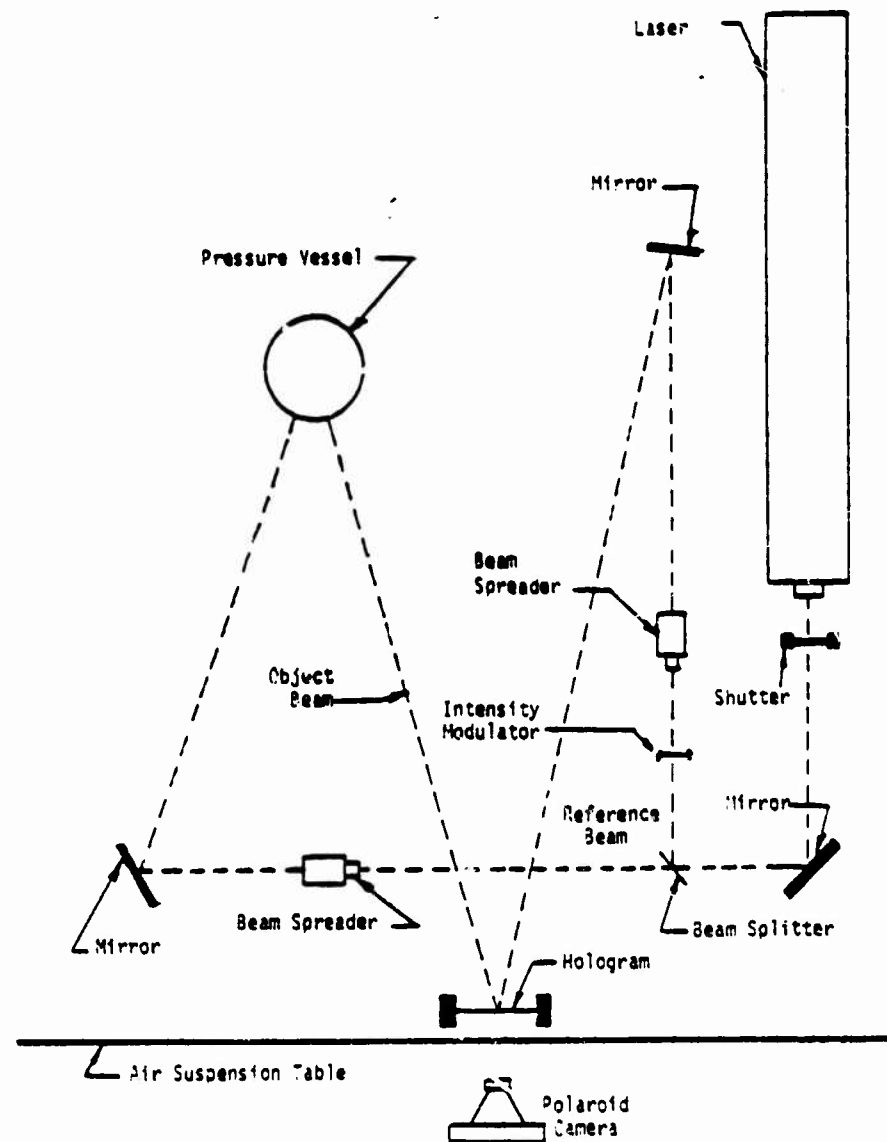 Laser
Mirror
Pressure Vessel
Beam
Spreader
Object
Beam
Shutter
Intensity
Modulator
Mirror
Reference
Beam
Beam Spreader
Beam Splitter
Mirror
Hologram
Air Suspension Table
Polaroid
Camera